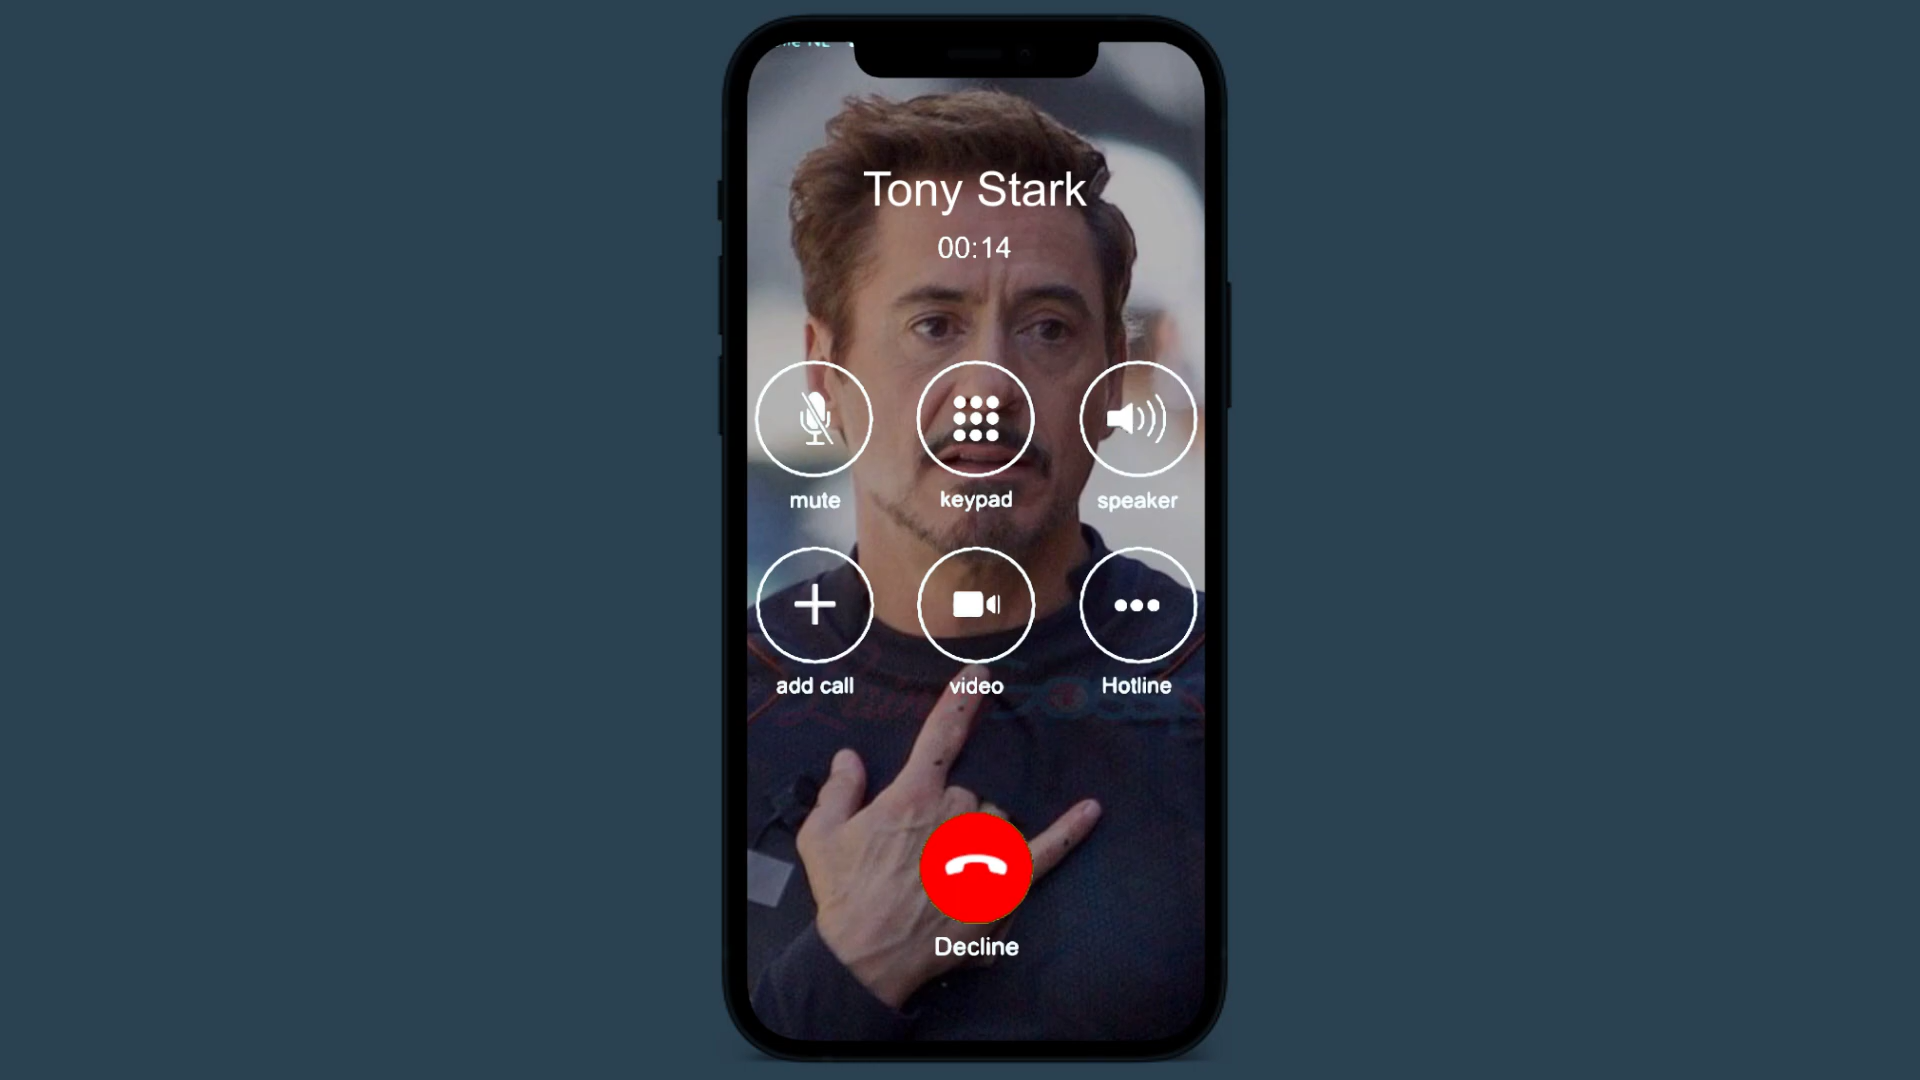 Tony Stark
00:14
mute keypad speaker
add call video Hotline
Decline